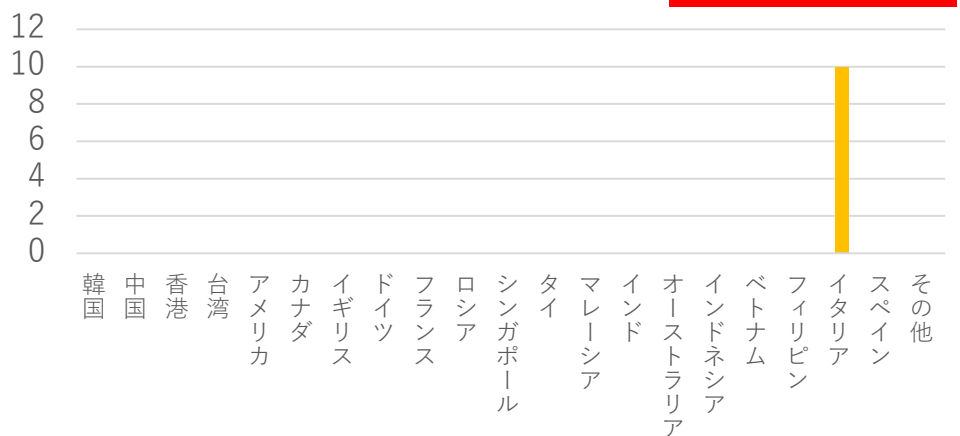 12
10
8
6
4
2
0
韓国
中国
香港
台湾
アメリカ
カナダ
イギリス
ドイツ
フランス
ロシア
シンガポール
タイ
マレーシア
インド
オーストラリア
インドネシア
ベトナム
フィリピン
イタリア
スペイン
その他